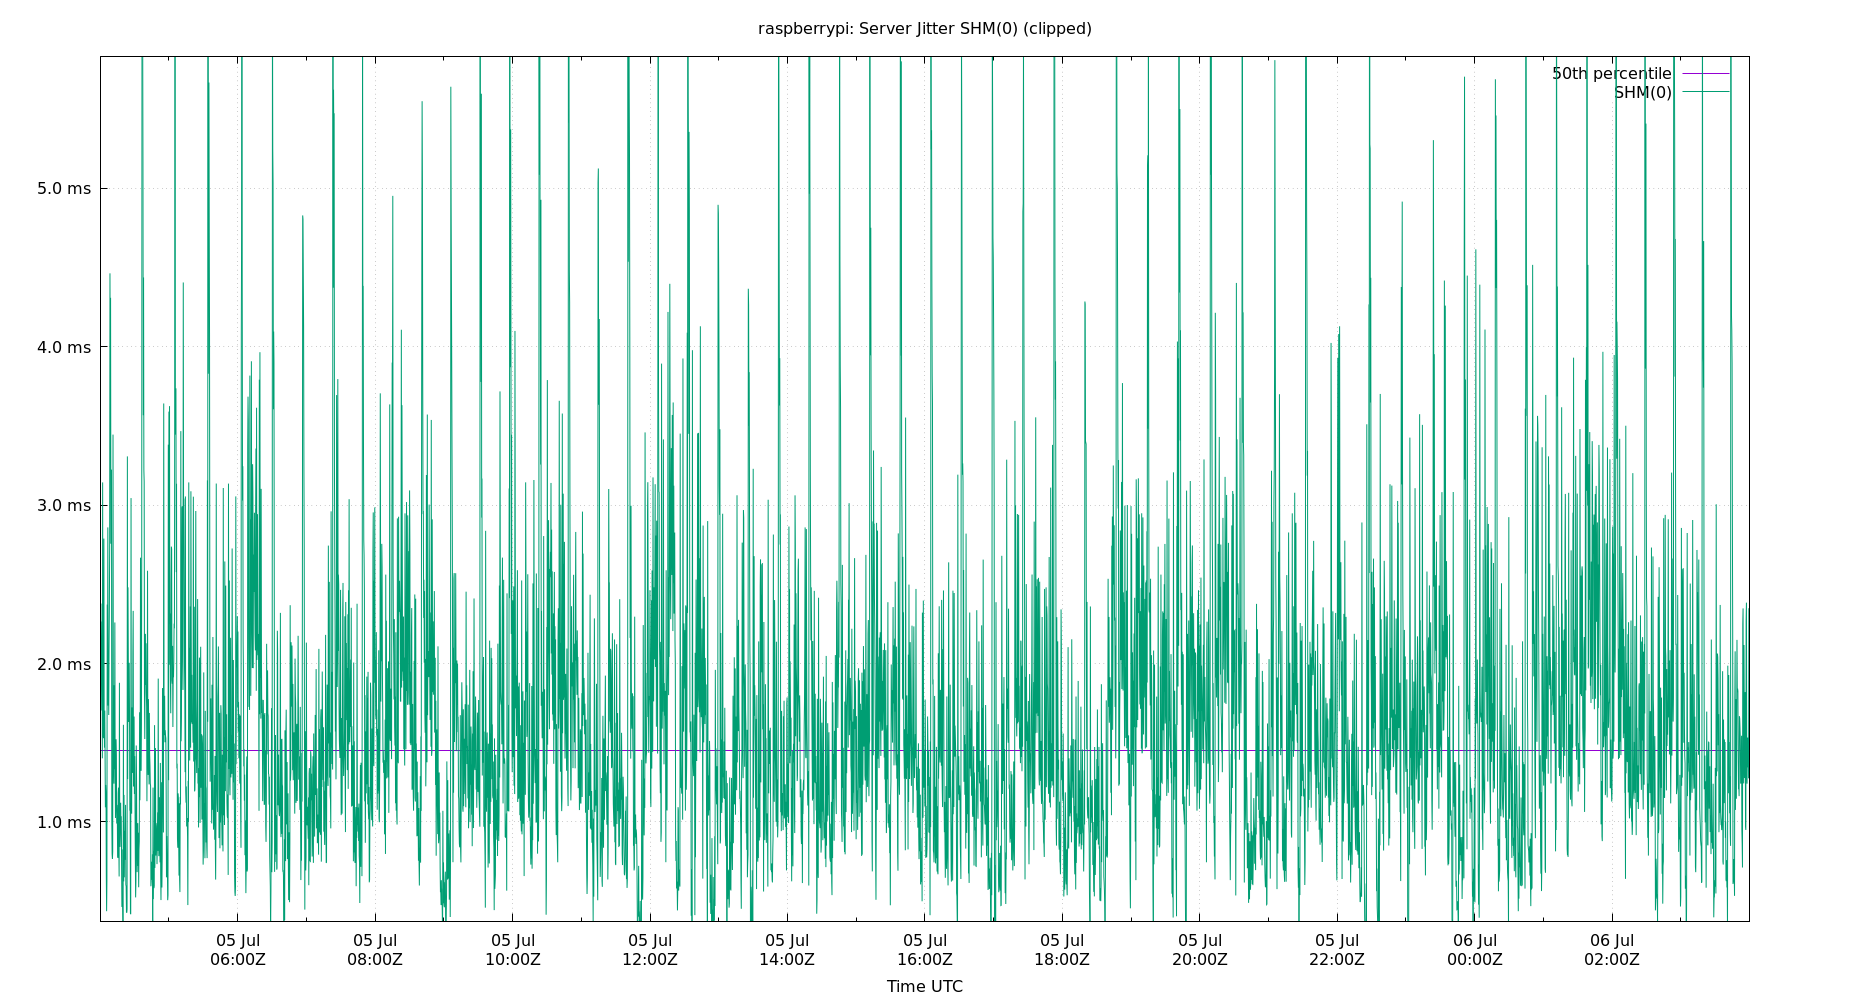 raspberrypi: Server Jitter SHM(0) (clipped)
50th percentile
SHM(0)
5.0 ms
4.0 ms
3.0 ms
2.0 ms
1.0 ms
05 Jul 05 Jul 05 Jul 05 Jul 05 Jul 05 Jul 05 Jul 05 Jul 05 Jul 06 Jul 06 Jul
06:00Z 08:00Z 10:00Z 12:00Z 14:00Z 16:00Z 18:00Z 20:00Z 22:00Z 00:00Z 02:00Z
Time UTC